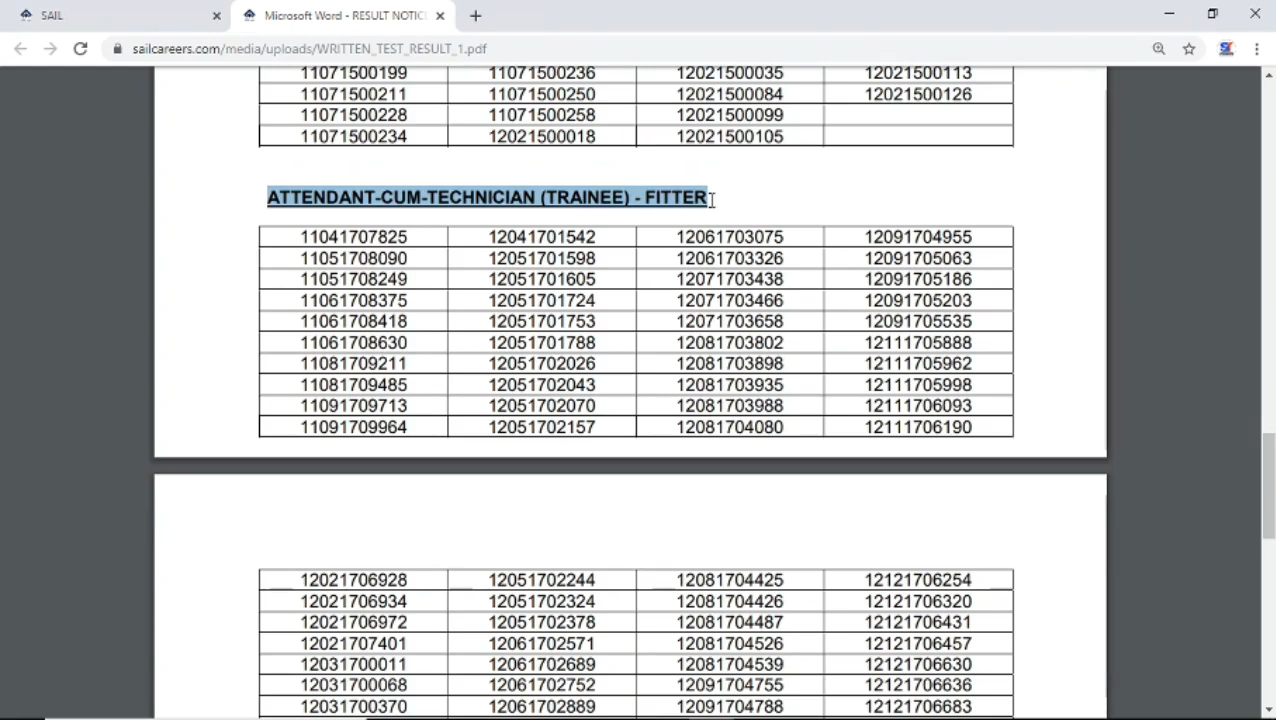 SAIL
Microsoft Word - RESULT NOTIC
sailcareers.com/media/uploads/WRITTEN_TEST_RESULT_1.pdf
11071500199 11071500236 12021500035 12021500113
11071500211 11071500250 12021500084 12021500126
11071500228 11071500258 12021500099
11071500234 12021500018 12021500105
ATTENDANT-CUM-TECHNICIAN (TRAINEE) - FITTER
11041707825 12041701542 12061703075 12091704955
11051708090 12051701598 12061703326 12091705063
11051708249 12051701605 12071703438 12091705186
11061708375 12051701724 12071703466 12091705203
11061708418 12051701753 12071703658 12091705535
11061708630 12051701788 12081703802 12111705888
11081709211 12051702026 12081703898 12111705962
11081709485 12051702043 12081703935 12111705998
11091709713 12051702070 12081703988 12111706093
11091709964 12051702157 12081704080 12111706190
12021706928 12051702244 12081704425 12121706254
12021706934 12051702324 12081704426 12121706320
12021706972 12051702378 12081704487 12121706431
12021707401 12061702571 12081704526 12121706457
12031700011 12061702689 12081704539 12121706630
12031700068 12061702752 12091704755 12121706636
12031700370 12061702889 12091704788 12121706683